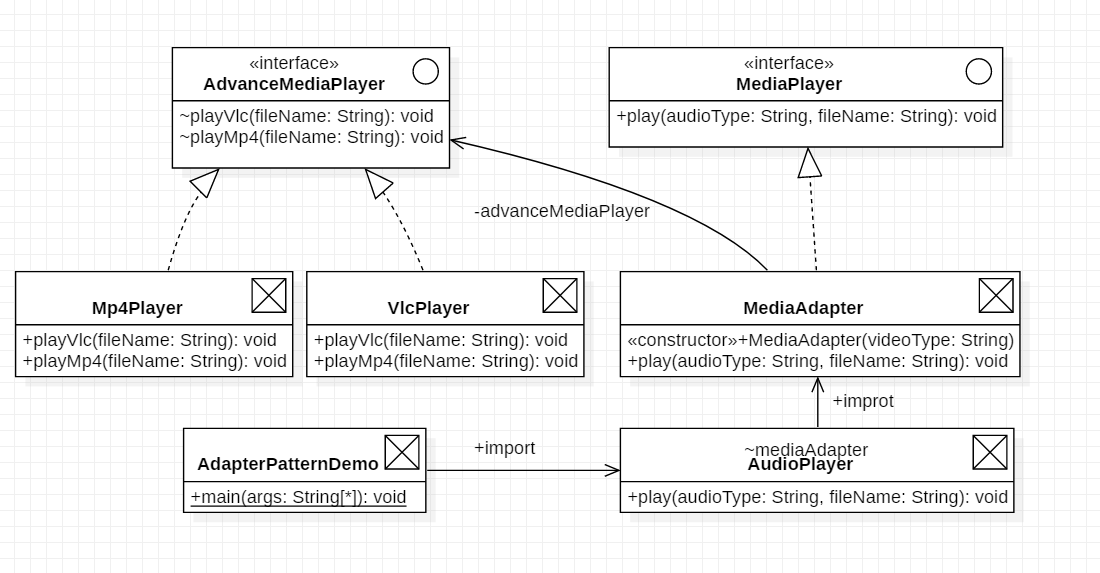 «interface»
AdvanceMediaPlayer
~playVlc(fileName: String): void
~playMp4(fileName: String): void
«interface»
MediaPlayer
+play(audioType: String, fileName: String): void
-advanceMediaPlayer
Mp4Player
+playVlc(fileName: String): void
+playMp4(fileName: String): void
VlcPlayer
+playVlc(fileName: String): void
+playMp4(fileName: String): void
MediaAdapter
«constructor»+MediaAdapter(videoType: String)
+play(audioType: String, fileName: String): void
+improt
AdapterPatternDemo
+main(args: String[*]): void
+import
~mediaAdapter
AudioPlayer
+play(audioType: String, fileName: String): void